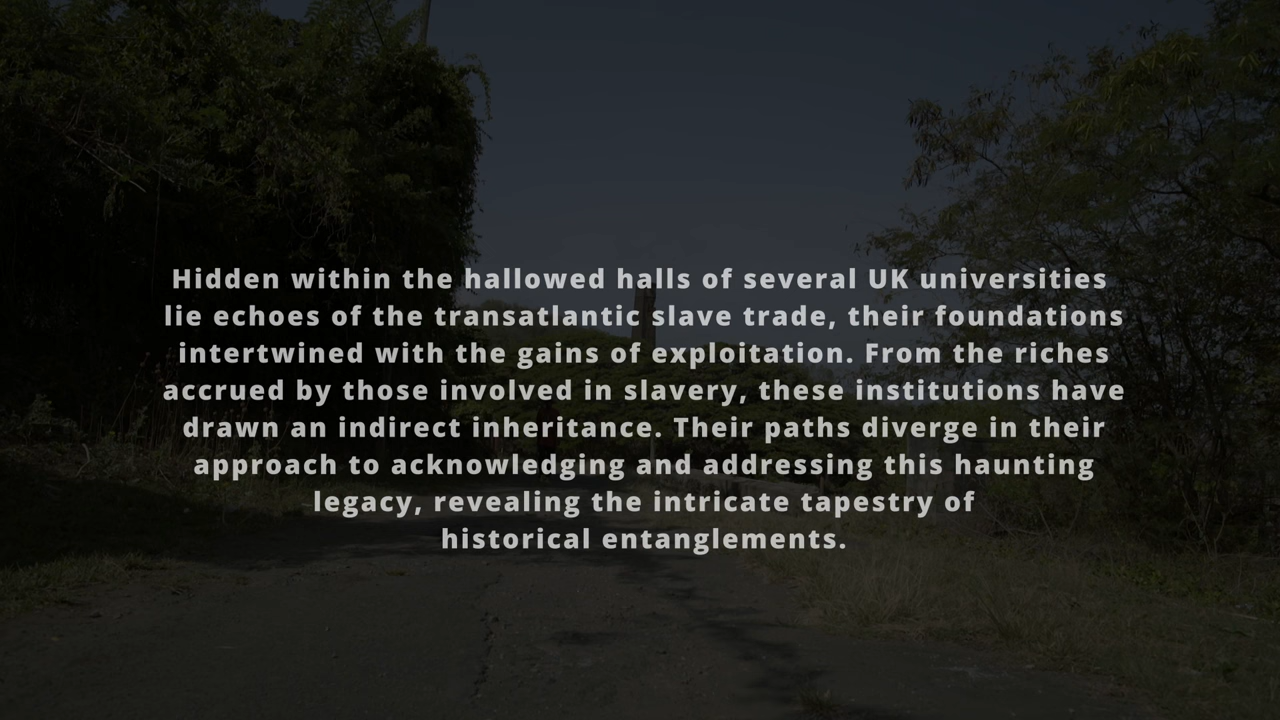 Hidden within the hallowed halls of several UK universities
lie echoes of the transatlantic slave trade, their foundations
intertwined with the gains of exploitation. From the riches
accrued by those involved in slavery, these institutions have
drawn an indirect inheritance. Their paths diverge in their
approach to acknowledging and addressing this haunting
legacy, revealing the intricate tapestry of
historical entanglements.